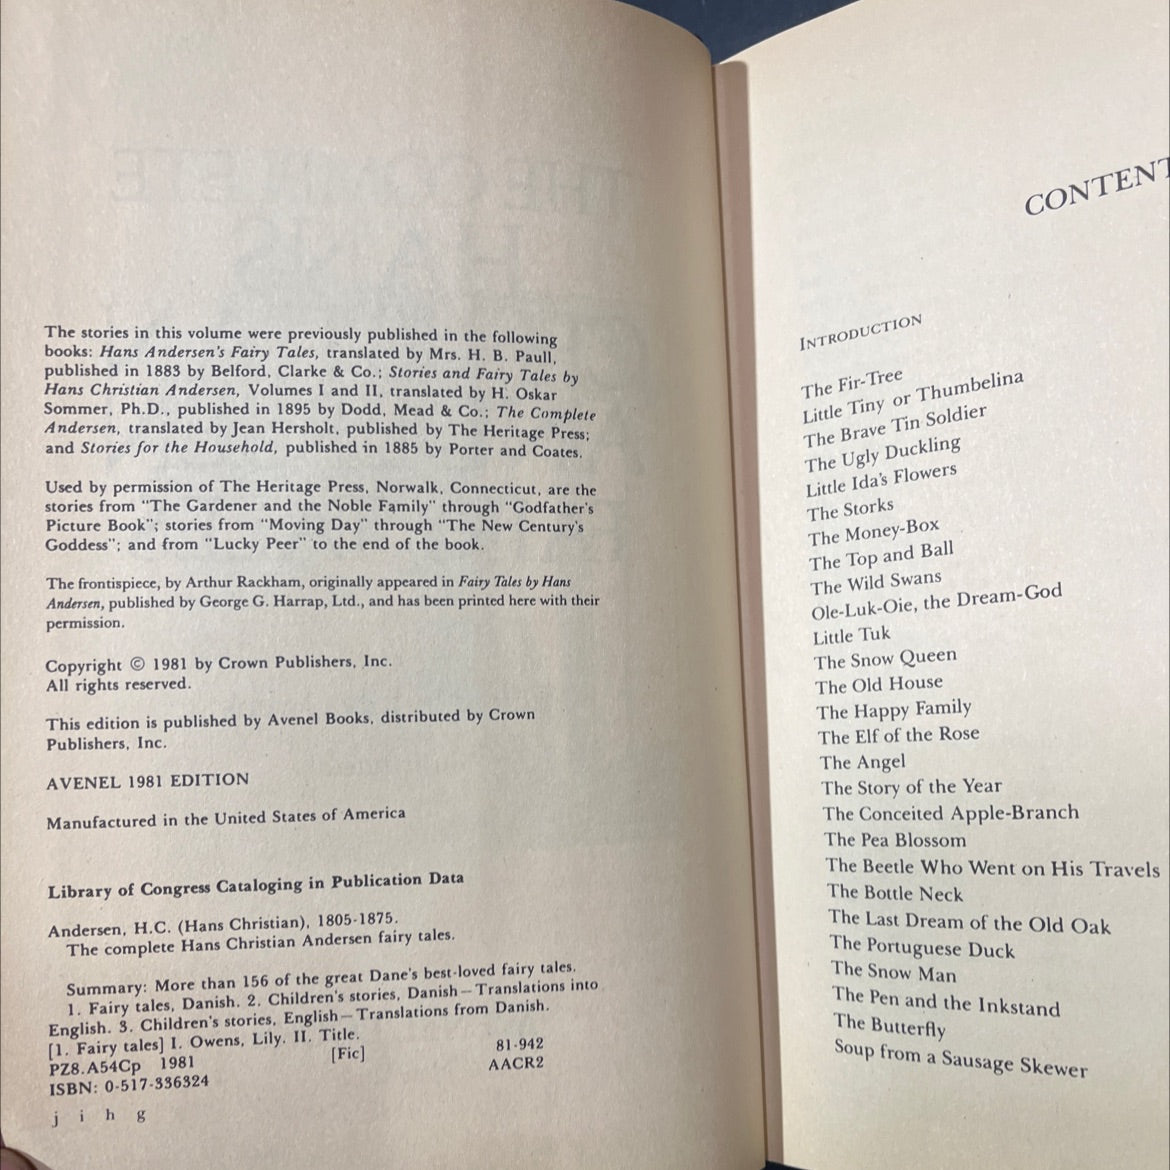 The stories in this volume were previously published in the following
books: Hans Andersen's Fairy Tales, translated by Mrs. H. B. Paull,
published in 1883 by Belford, Clarke & Co.; Stories and Fairy Tales by
Hans Christian Andersen, Volumes I and II, translated by H. Oskar
Sommer, Ph.D., published in 1895 by Dodd, Mead & Co.; The Complete
Andersen, translated by Jean Hersholt, published by The Heritage Press;
and Stories for the Household, published in 1885 by Porter and Coates.
Used by permission of The Heritage Press, Norwalk, Connecticut, are the
stories from "The Gardener and the Noble Family" through "Godfather's
Picture Book"; stories from "Moving Day" through "The New Century's
Goddess"; and from "Lucky Peer" to the end of the book.
The frontispiece, by Arthur Rackham, originally appeared in Fairy Tales by Hans
Andersen, published by George G. Harrap, Ltd., and has been printed here with their
permission.
Copyright © 1981 by Crown Publishers, Inc.
All rights reserved.
This edition is published by Avenel Books, distributed by Crown
Publishers, Inc.
AVENEL 1981 EDITION
Manufactured in the United States of America
Library of Congress Cataloging in Publication Data
Andersen, H.C. (Hans Christian), 1805-1875.
The complete Hans Christian Andersen fairy tales.
Summary: More than 156 of the great Dane's best-loved fairy tales.
1. Fairy tales, Danish. 2. Children's stories, Danish—Translations into
English. 3. Children's stories, English—Translations from Danish.
[1. Fairy tales] I. Owens, Lily. II. Title.
PZ8.A54Cp 1981 [Fic] 81-942
ISBN: 0-517-336324 AACR2
j i h g
CONTENT
INTRODUCTION
The Fir-Tree
Little Tiny or Thumbelina
The Brave Tin Soldier
The Ugly Duckling
Little Ida's Flowers
The Storks
The Money-Box
The Top and Ball
The Wild Swans
Ole-Luk-Oie, the Dream-God
Little Tuk
The Snow Queen
The Old House
The Happy Family
The Elf of the Rose
The Angel
The Story of the Year
The Conceited Apple-Branch
The Pea Blossom
The Beetle Who Went on His Travels
The Bottle Neck
The Last Dream of the Old Oak
The Portuguese Duck
The Snow Man
The Pen and the Inkstand
The Butterfly
Soup from a Sausage Skewer